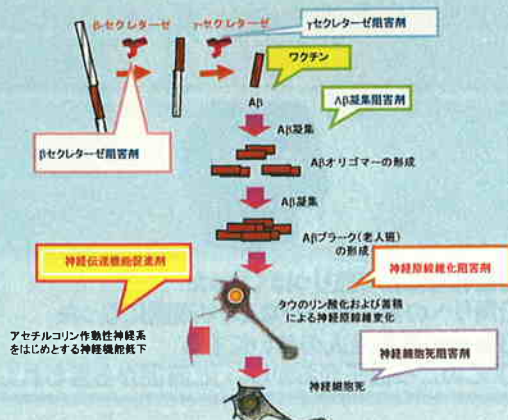 β-セクレターゼ
γ-セクレターゼ
γセクレターゼ阻害剤
ワクチン
Aβ
Aβ凝集阻害剤
βセクレターゼ阻害剤
Aβ凝集
Aβオリゴマーの形成
Aβ凝集
Aβプラーク(老人斑)
の形成
神経伝達機能促進剤
神経原線維化阻害剤
タウのリン酸化および蓄積
による神経原線維変化
アセチルコリン作動性神経系
をはじめとする神経機能低下
神経細胞死阻害剤
神経細胞死